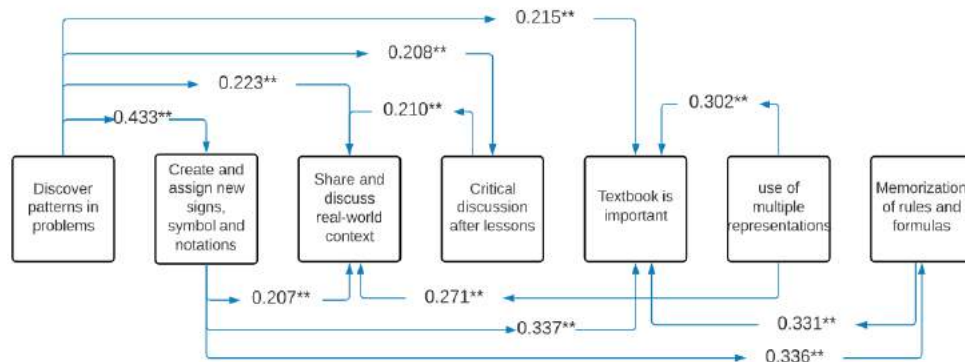 0.215**
0.208**
0.223**
0.210**
0.302**
0.433**
Discover
patterns in
problems
Create and
assign new
signs,
symbol and
notations
Share and
discuss
real-world
context
Critical
discussion
after lessons
Textbook is
important
use of
multiple
representations
Memorization
of rules and
formulas
0.207**
0.271**
0.337**
0.331**
0.336**